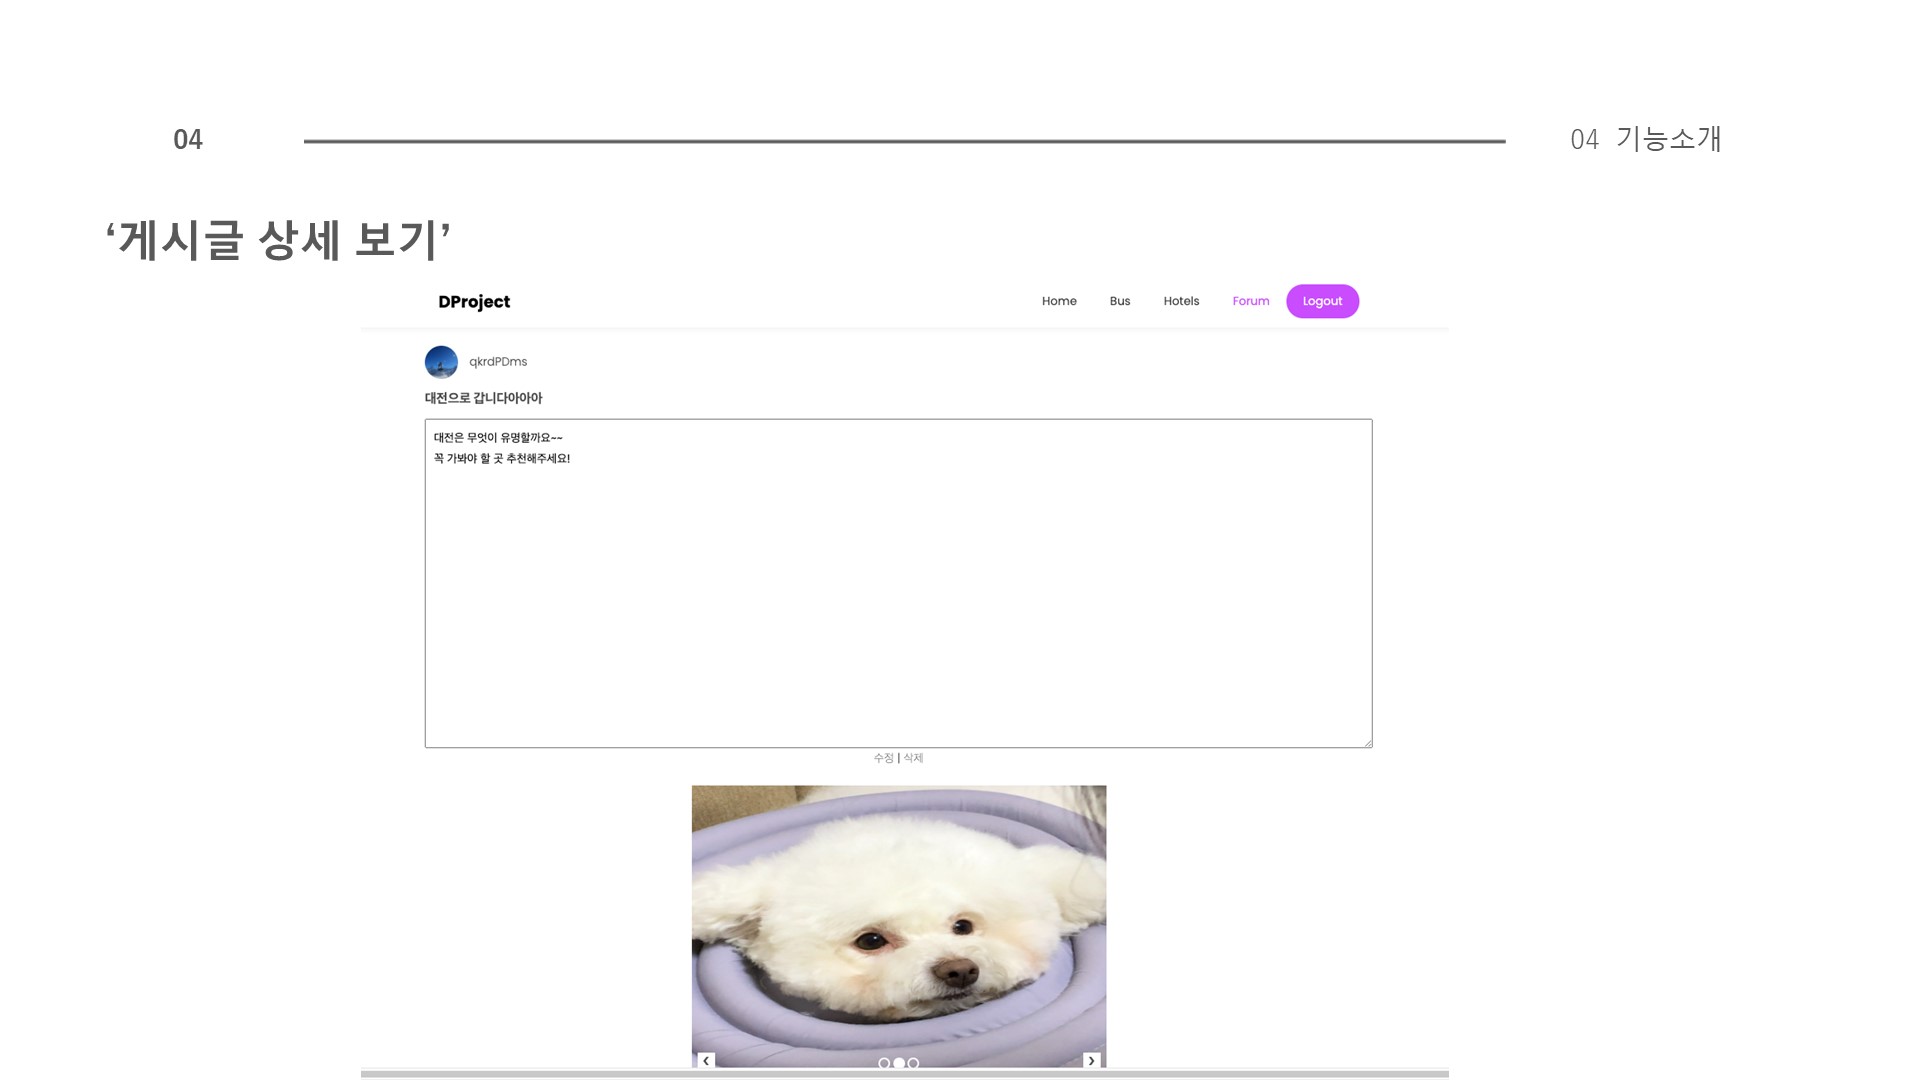 04
04 기능소개
‘게시글 상세 보기’
DProject
Home Bus Hotels Forum Logout
qkrdPDms
대전으로 갑니다아아아
대전은 무엇이 유명할까요~~
꼭 가봐야 할 곳 추천해주세요!
수정 | 삭제